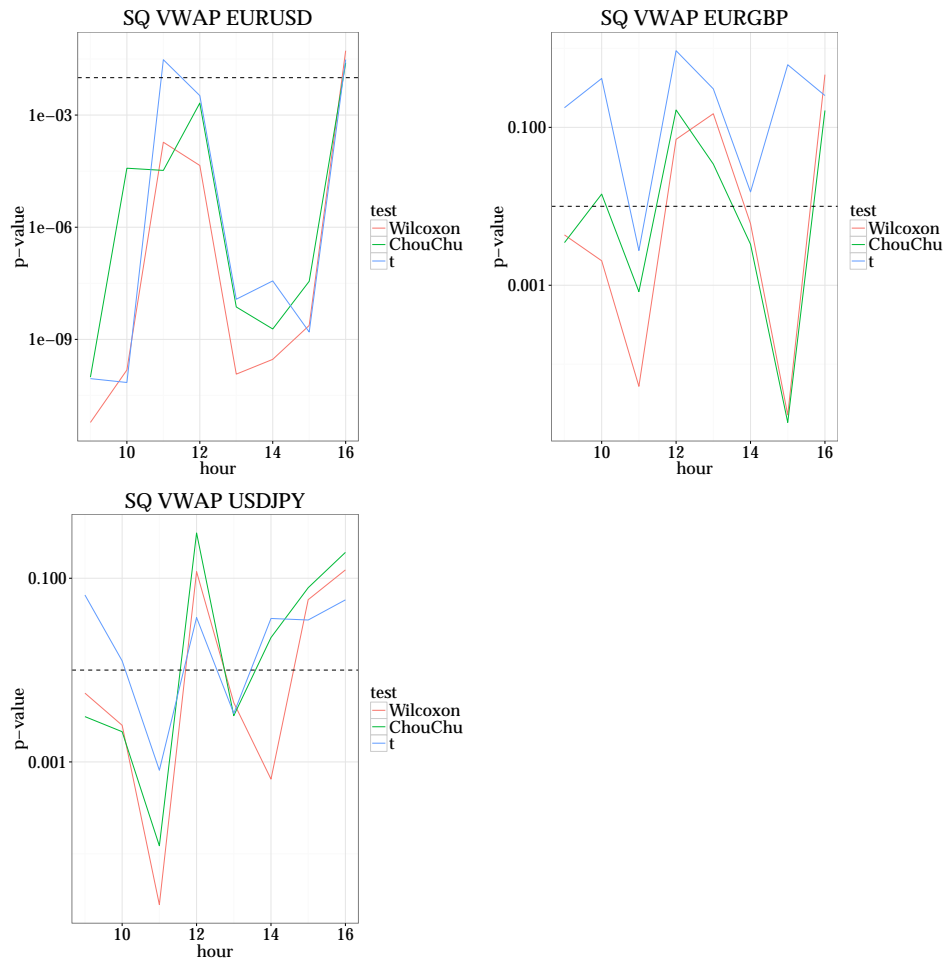 SQ VWAP EURUSD
p−value
1e−03
1e−06
1e−09
10
12
14
16
hour
test
Wilcoxon
ChouChu
t
SQ VWAP EURGBP
p−value
0.100
0.001
10
12
14
16
hour
test
Wilcoxon
ChouChu
t
SQ VWAP USDJPY
p−value
0.100
0.001
10
12
14
16
hour
test
Wilcoxon
ChouChu
t